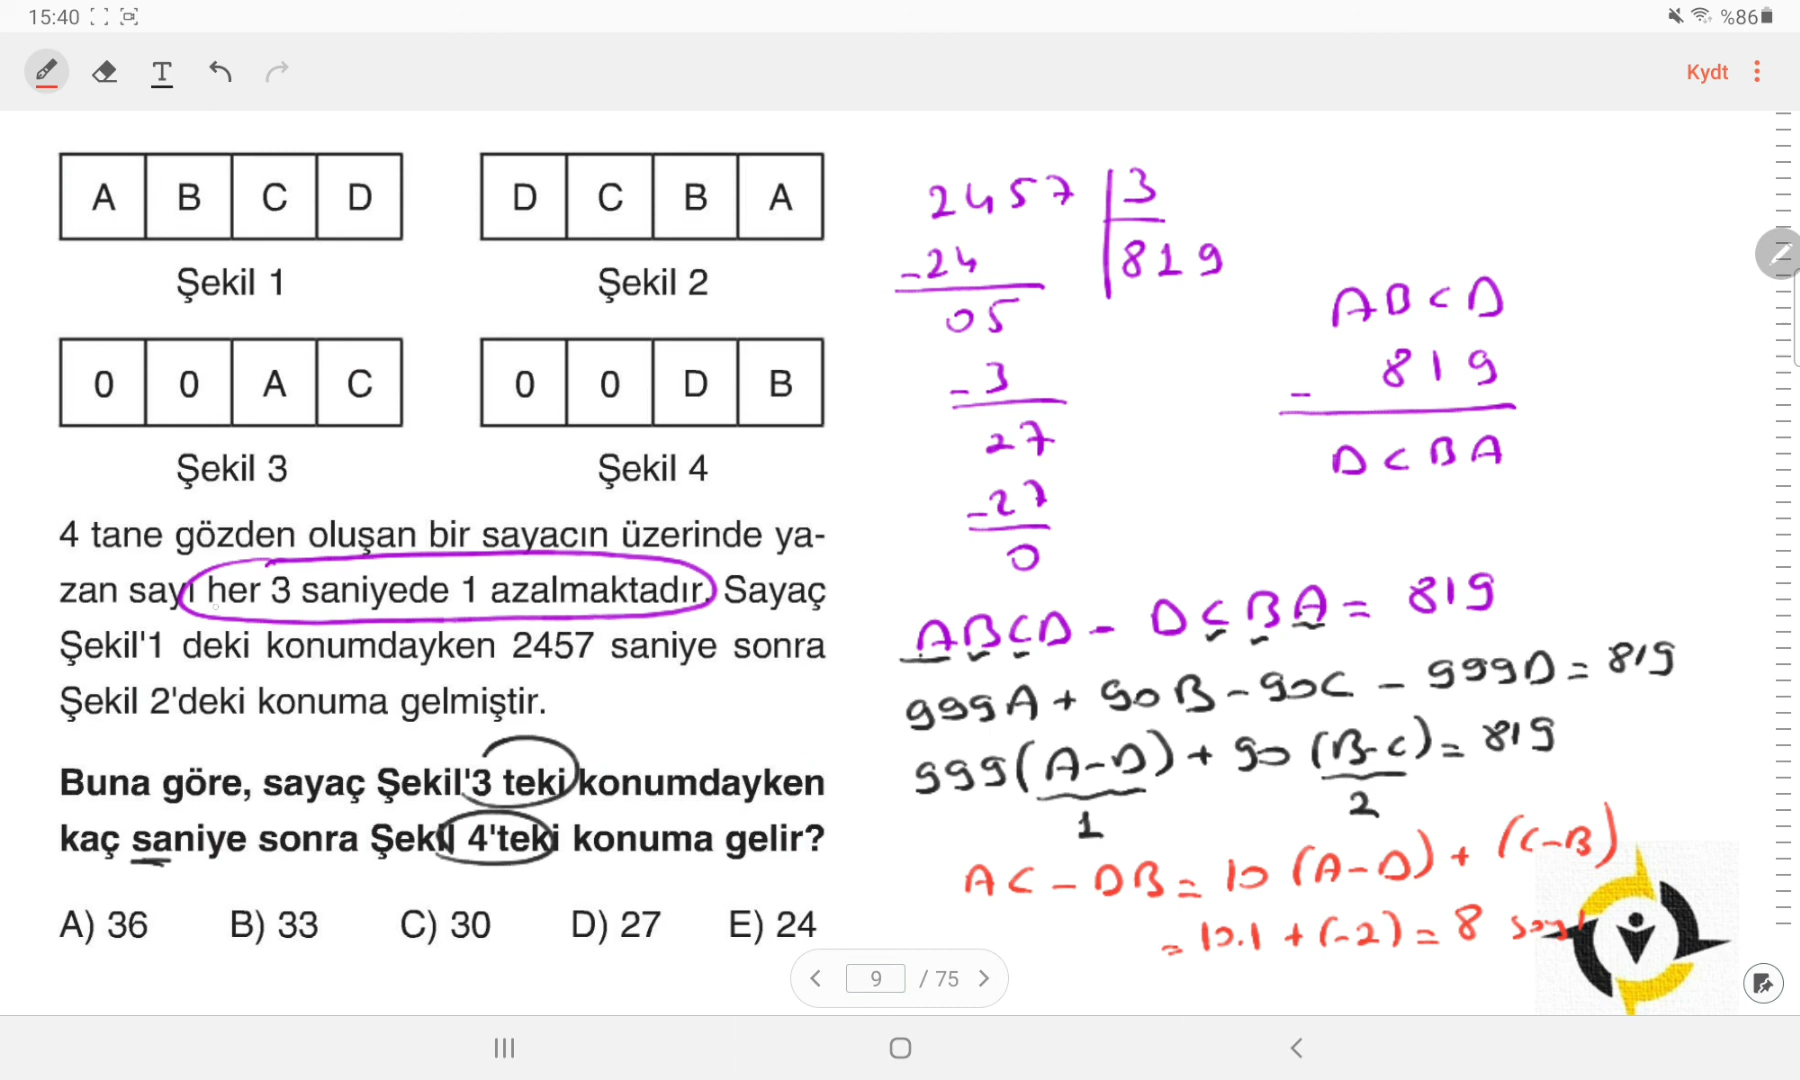 15:40
%86
T
Kydt
A B C D
Şekil 1
D C B A
Şekil 2
0 0 A C
Şekil 3
0 0 D B
Şekil 4
4 tane gözden oluşan bir sayacın üzerinde ya-
zan sayı her 3 saniyede 1 azalmaktadır. Sayaç
Şekil'1 deki konumdayken 2457 saniye sonra
Şekil 2'deki konuma gelmiştir.
Buna göre, sayaç Şekil'3 teki konumdayken
kaç saniye sonra Şekil 4'teki konuma gelir?
A) 36 B) 33 C) 30 D) 27 E) 24
2457 | 3
-24 819
05
-3
27
-27
0
ABCD
- 819
DCBA
ABCD - DCBA = 819
999A + 90B - 90C - 999D = 819
999(A-D) + 90(B-C) = 819
1 2
AC - DB = 10(A-D) + (C-B)
= 10.1 + (-2) = 8 sayı
9 / 75